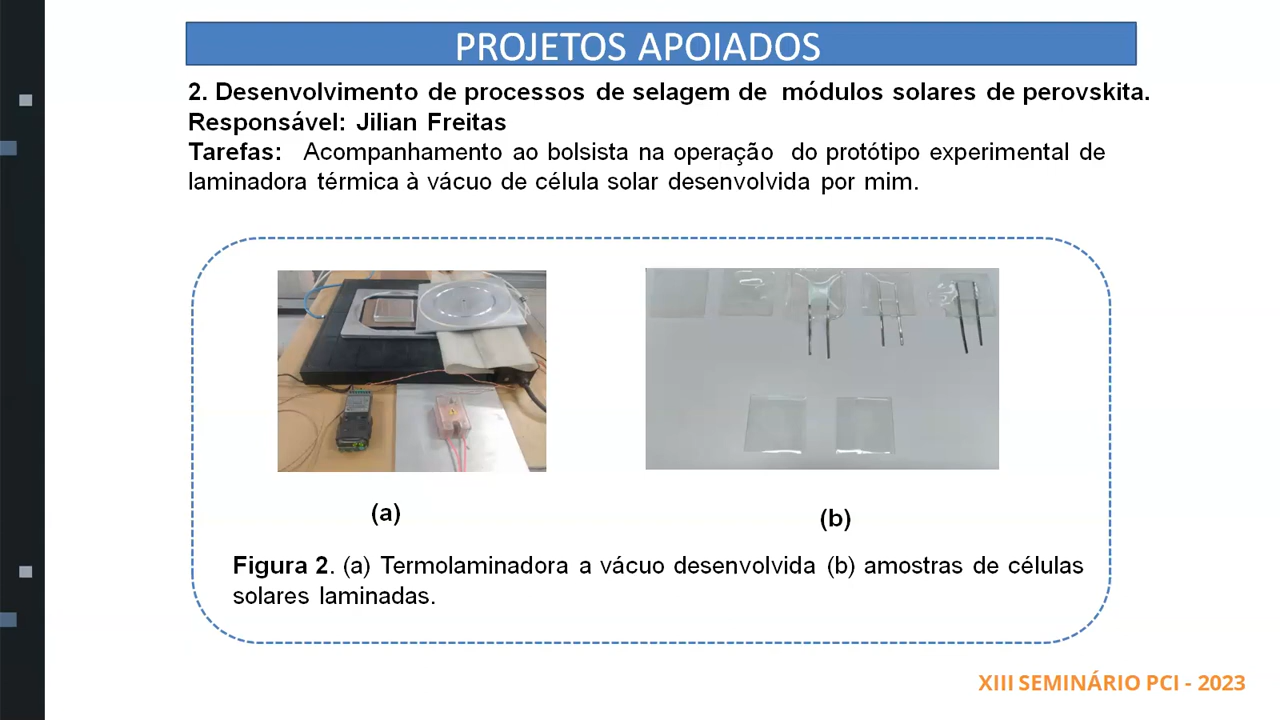 PROJETOS APOIADOS
2. Desenvolvimento de processos de selagem de módulos solares de perovskita.
Responsável: Jilian Freitas
Tarefas: Acompanhamento ao bolsista na operação do protótipo experimental de
laminadora térmica à vácuo de célula solar desenvolvida por mim.
(a)
(b)
Figura 2. (a) Termolaminadora a vácuo desenvolvida (b) amostras de células
solares laminadas.
XIII SEMINÁRIO PCI - 2023